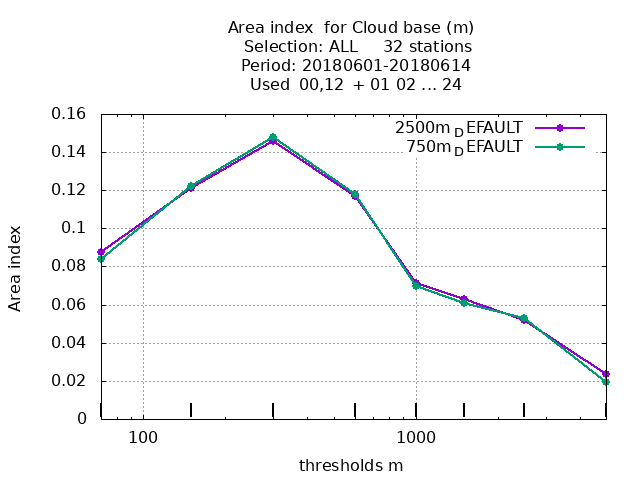 Area index  for Cloud base (m)
Selection: ALL     32 stations
Period: 20180601-20180614
Used  00,12  + 01 02 ... 24
0.16
0.14
0.12
0.1
0.08
0.06
0.04
0.02
0
Area index
2500m_DEFAULT
750m_DEFAULT
100
1000
thresholds m